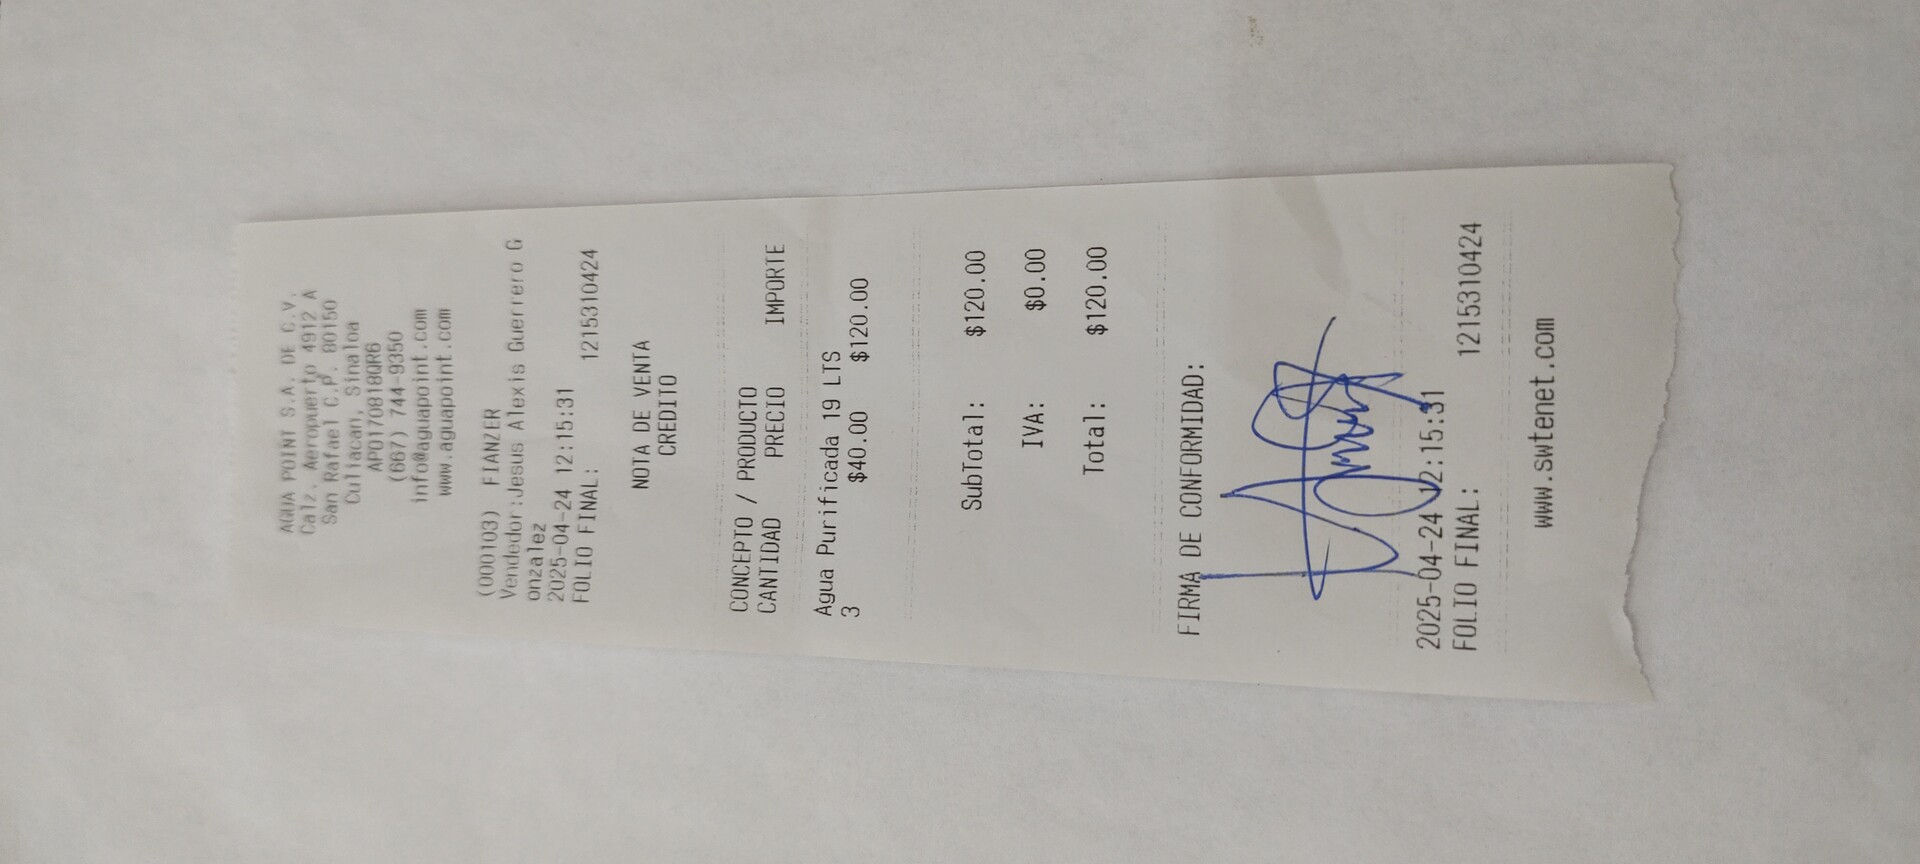 AGUA POINT S.A. DE C.V.
Calz. Aeropuerto 4912 A
San Rafael C.P. 80150
Culiacan, Sinaloa
APO170818QR6
(667) 744-9350
info@aguapoint.com
www.aguapoint.com
(000103) FIANZER
Vendedor:Jesus Alexis Guerrero G
onzalez
2025-04-24 12:15:31
FOLIO FINAL: 1215310424
NOTA DE VENTA
CREDITO
CONCEPTO / PRODUCTO
CANTIDAD PRECIO IMPORTE
Agua Purificada 19 LTS
3 $40.00 $120.00
SubTotal: $120.00
IVA: $0.00
Total: $120.00
FIRMA DE CONFORMIDAD:
2025-04-24 12:15:31
FOLIO FINAL: 1215310424
www.swtenet.com